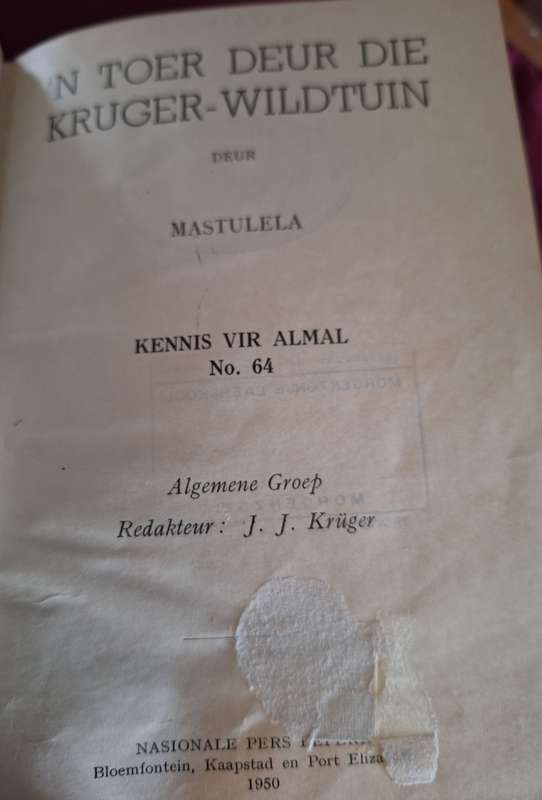 'N TOER DEUR DIE
KRUGER-WILDTUIN
DEUR
MASTULELA
KENNIS VIR ALMAL
No. 64
Algemene Groep
Redakteur: J. J. Krüger
NASIONALE PERS
Bloemfontein, Kaapstad en Port Eliza
1950